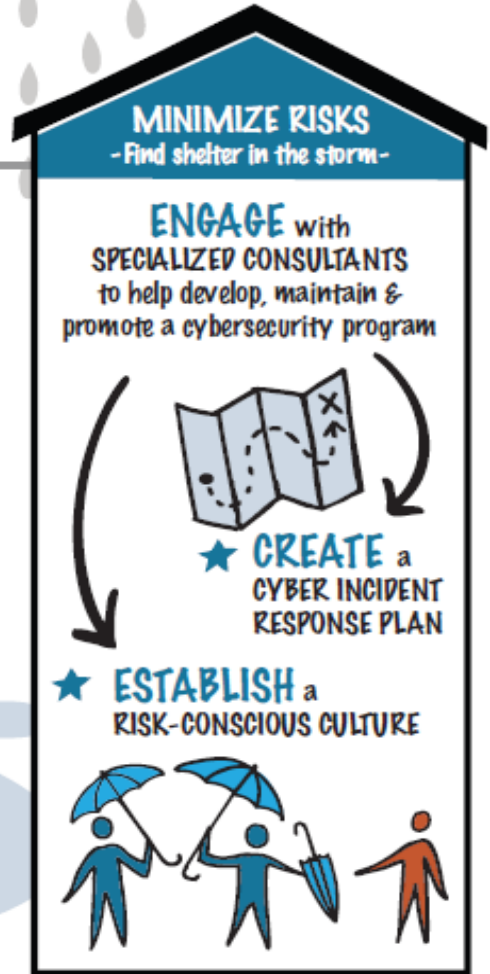 MINIMIZE RISKS
-Find shelter in the storm-
ENGAGE with
SPECIALIZED CONSULTANTS
to help develop, maintain &
promote a cybersecurity program
X
CREATE a
CYBER INCIDENT
RESPONSE PLAN
ESTABLISH a
RISK-CONSCIOUS CULTURE